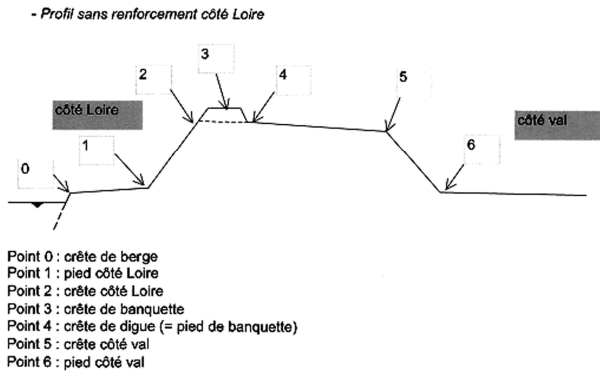 - Profil sans renforcement côté Loire
3
2
4
5
côté Loire
côté val
1
6
0
Point 0 : crête de berge
Point 1 : pied côté Loire
Point 2 : crête côté Loire
Point 3 : crête de banquette
Point 4 : crête de digue (= pied de banquette)
Point 5 : crête côté val
Point 6 : pied côté val